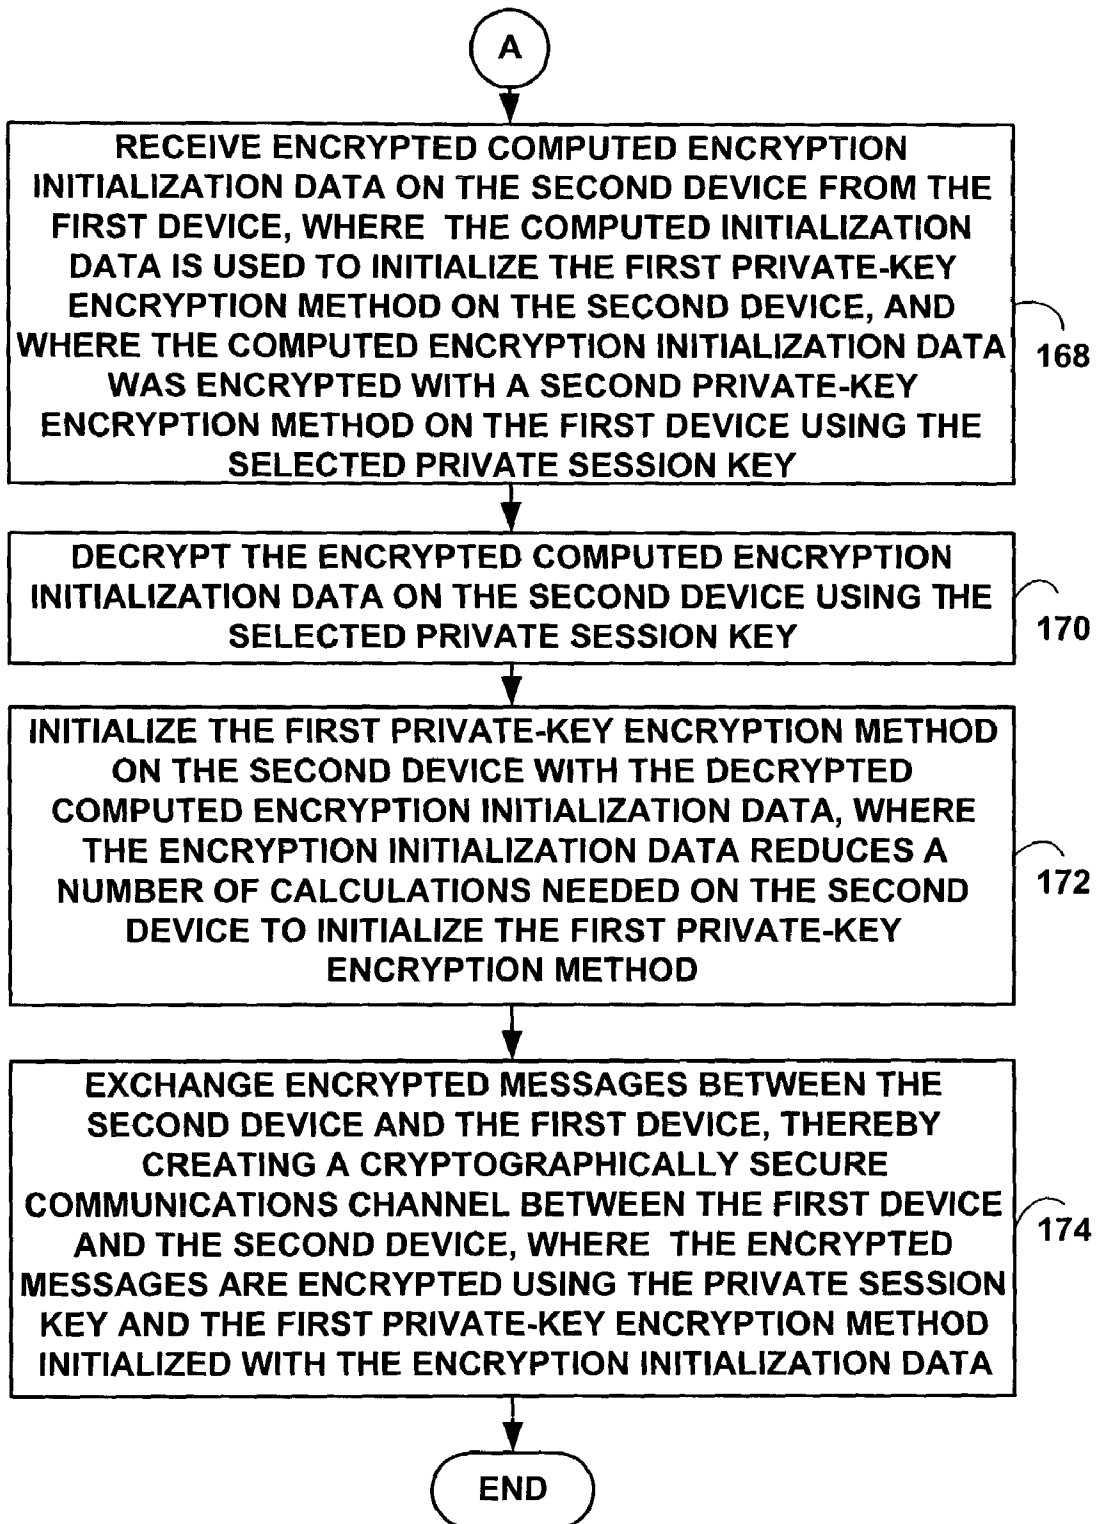 A
RECEIVE ENCRYPTED COMPUTED ENCRYPTION
INITIALIZATION DATA ON THE SECOND DEVICE FROM THE
FIRST DEVICE, WHERE THE COMPUTED INITIALIZATION
DATA IS USED TO INITIALIZE THE FIRST PRIVATE-KEY
ENCRYPTION METHOD ON THE SECOND DEVICE, AND
WHERE THE COMPUTED ENCRYPTION INITIALIZATION DATA
WAS ENCRYPTED WITH A SECOND PRIVATE-KEY
ENCRYPTION METHOD ON THE FIRST DEVICE USING THE
SELECTED PRIVATE SESSION KEY
168
DECRYPT THE ENCRYPTED COMPUTED ENCRYPTION
INITIALIZATION DATA ON THE SECOND DEVICE USING THE
SELECTED PRIVATE SESSION KEY
170
INITIALIZE THE FIRST PRIVATE-KEY ENCRYPTION METHOD
ON THE SECOND DEVICE WITH THE DECRYPTED
COMPUTED ENCRYPTION INITIALIZATION DATA, WHERE
THE ENCRYPTION INITIALIZATION DATA REDUCES A
NUMBER OF CALCULATIONS NEEDED ON THE SECOND
DEVICE TO INITIALIZE THE FIRST PRIVATE-KEY
ENCRYPTION METHOD
172
EXCHANGE ENCRYPTED MESSAGES BETWEEN THE
SECOND DEVICE AND THE FIRST DEVICE, THEREBY
CREATING A CRYPTOGRAPHICALLY SECURE
COMMUNICATIONS CHANNEL BETWEEN THE FIRST DEVICE
AND THE SECOND DEVICE, WHERE THE ENCRYPTED
MESSAGES ARE ENCRYPTED USING THE PRIVATE SESSION
KEY AND THE FIRST PRIVATE-KEY ENCRYPTION METHOD
INITIALIZED WITH THE ENCRYPTION INITIALIZATION DATA
174
END